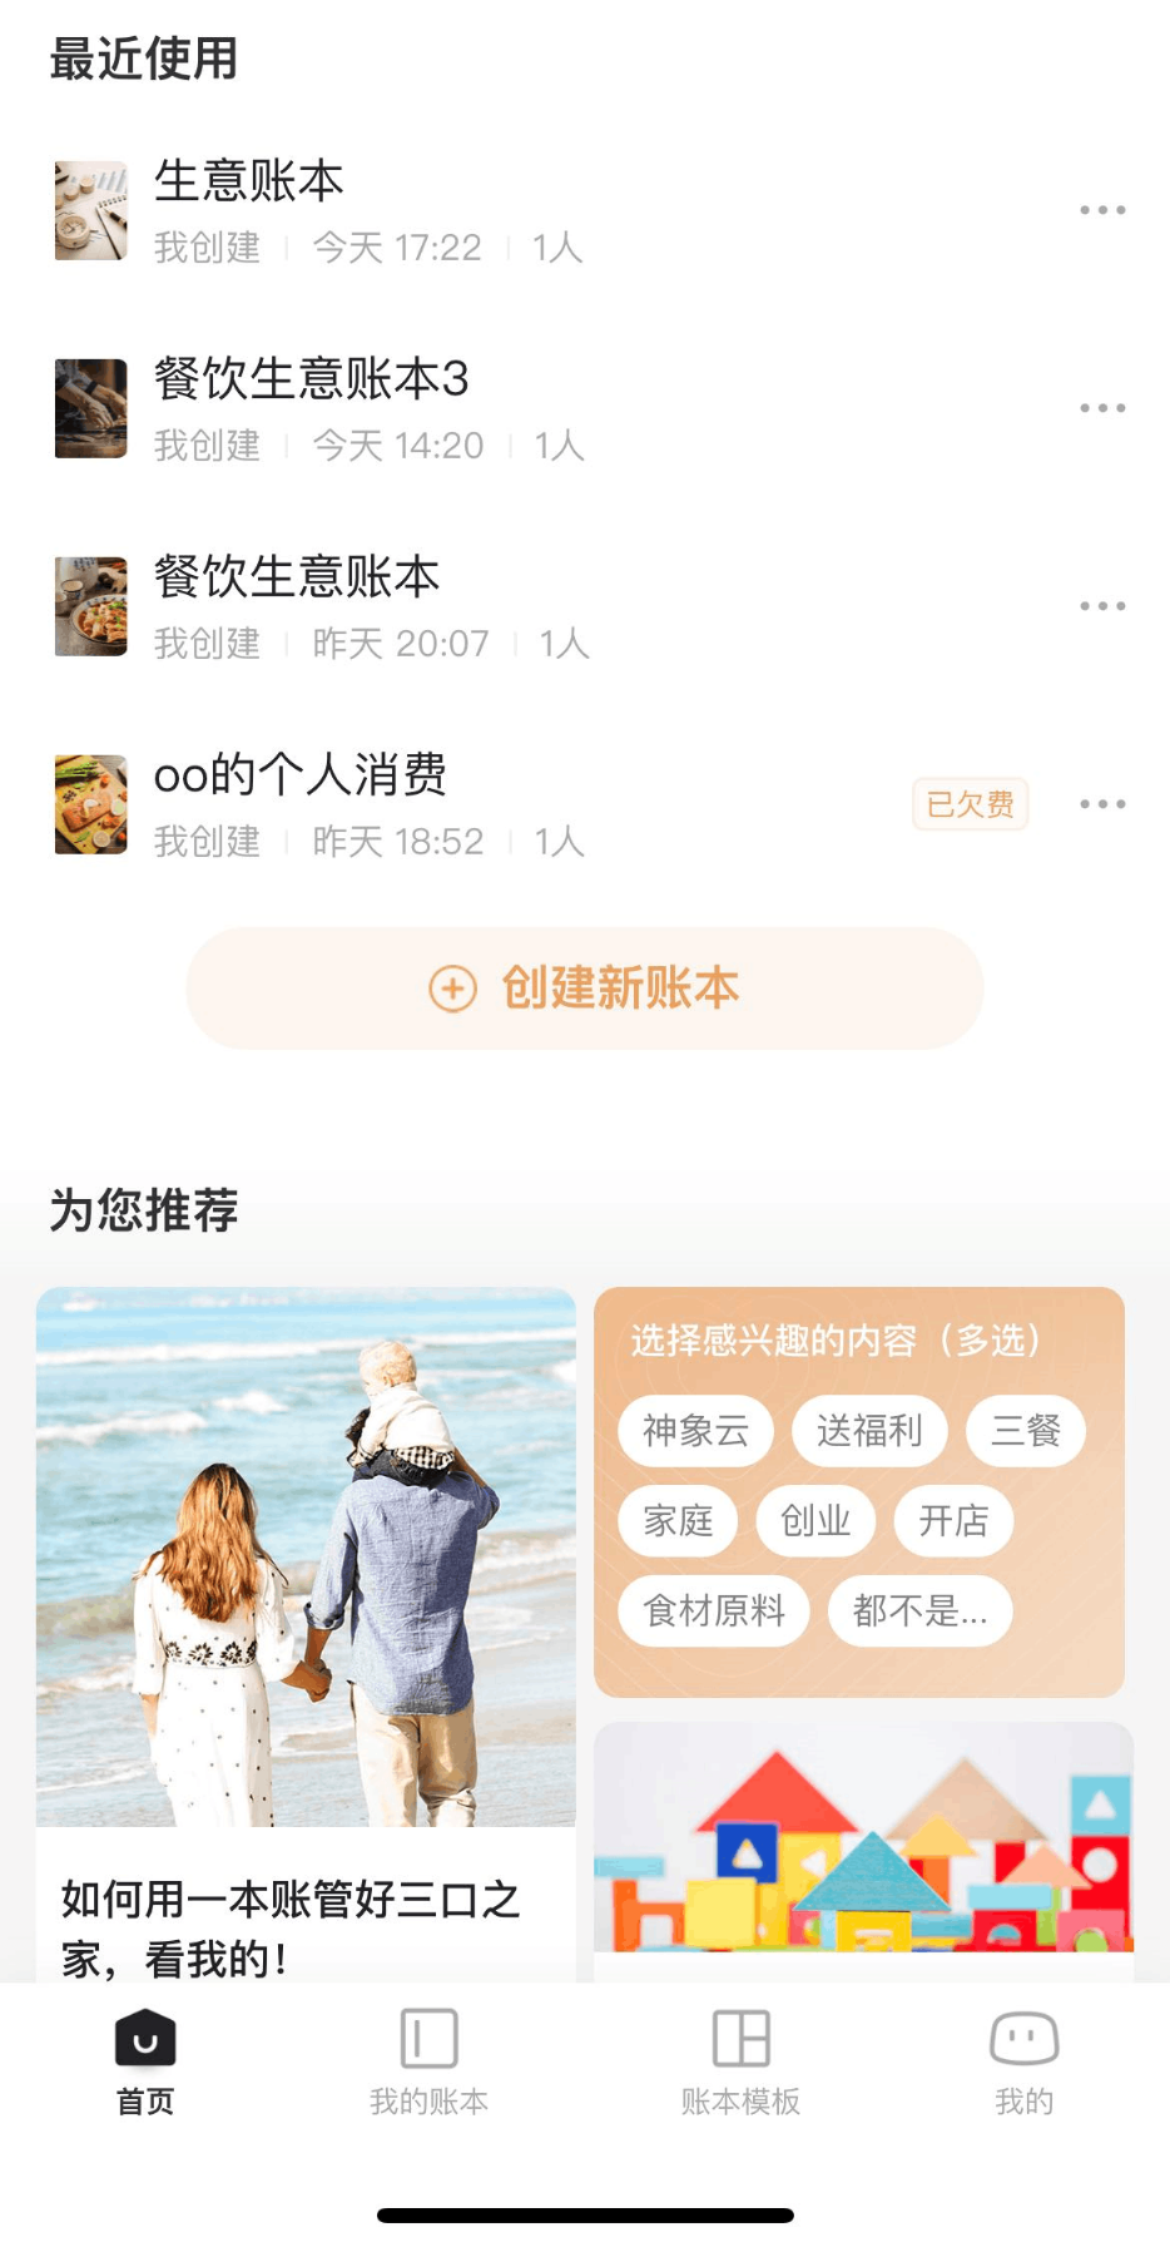 最近使用
生意账本
我创建 今天 17:22 1人
餐饮生意账本3
我创建 今天 14:20 1人
餐饮生意账本
我创建 昨天 20:07 1人
oo的个人消费
已欠费
我创建 昨天 18:52 1人
创建新账本
为您推荐
选择感兴趣的内容（多选）
神象云 送福利 三餐
家庭 创业 开店
食材原料 都不是...
如何用一本账管好三口之
家，看我的！
首页 我的账本 账本模板 我的